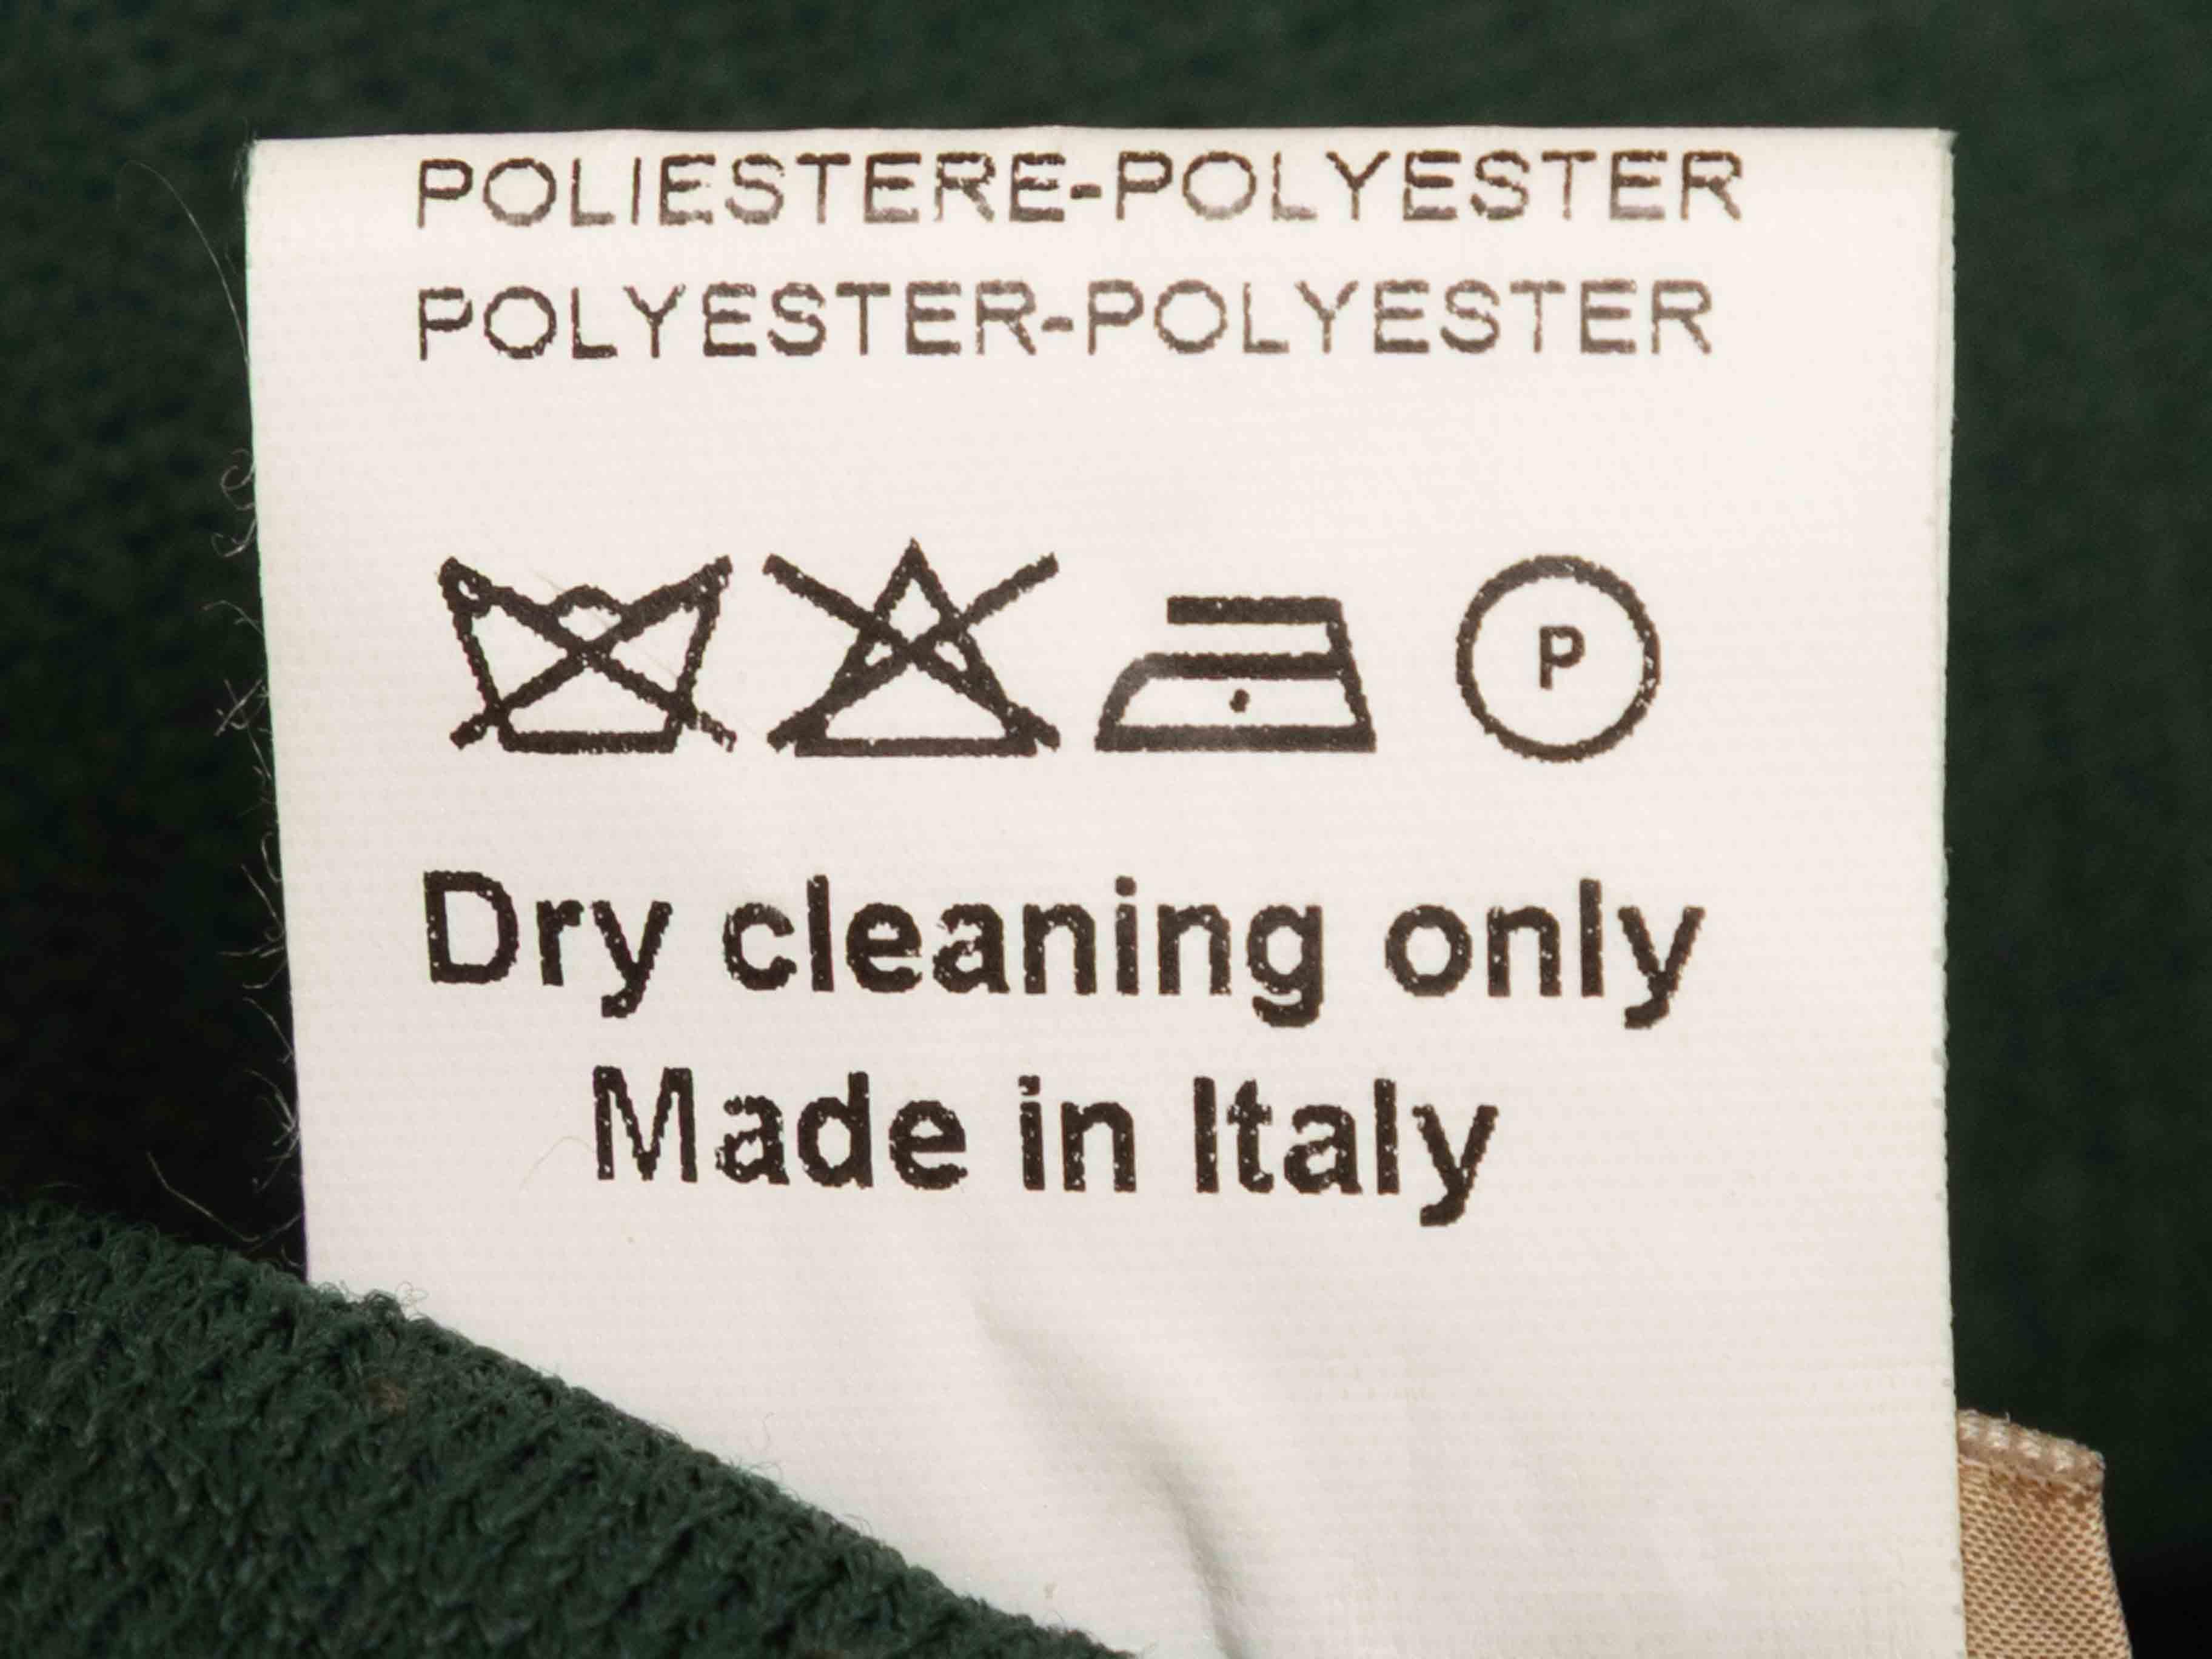 POLIESTERE-POLYESTER
POLYESTER-POLYESTER
P
Dry cleaning only
Made in Italy